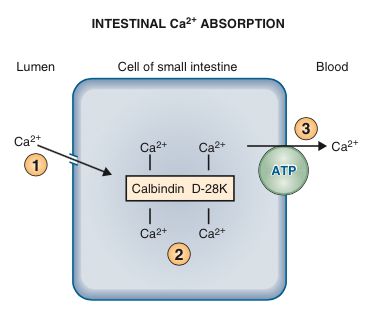 INTESTINAL Ca²⁺ ABSORPTION
Lumen Cell of small intestine Blood
Ca²⁺
1
Ca²⁺ Ca²⁺
3
Ca²⁺
ATP
Calbindin D-28K
Ca²⁺ Ca²⁺
2